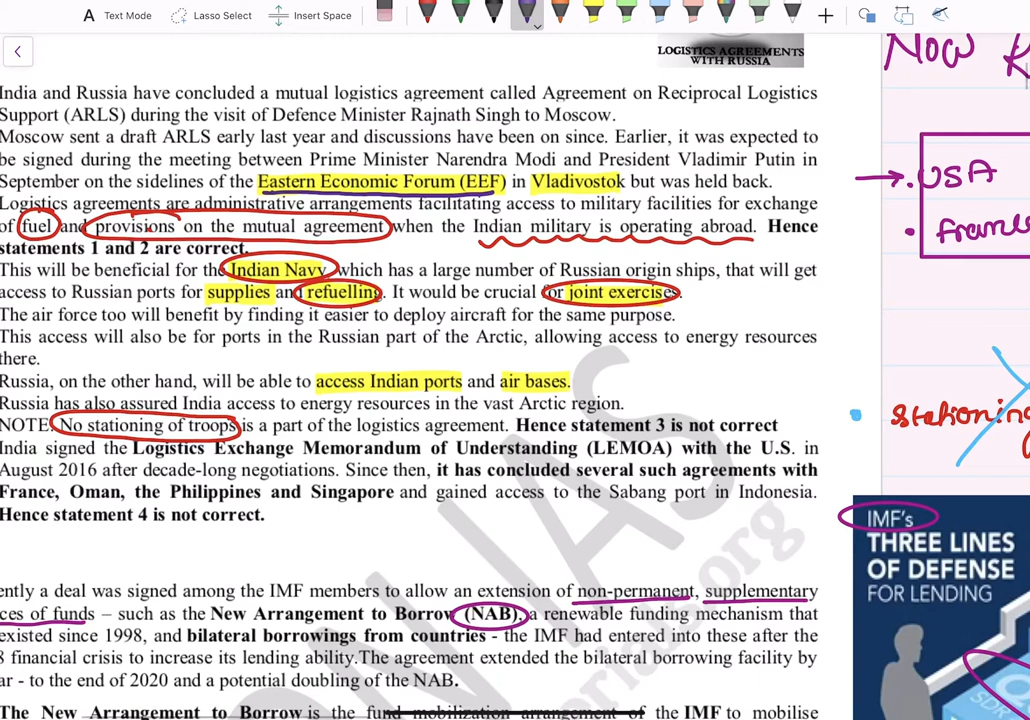 Text Mode
Lasso Select
Insert Space
LOGISTICS AGREEMENTS
WITH RUSSIA
Now
India and Russia have concluded a mutual logistics agreement called Agreement on Reciprocal Logistics
Support (ARLS) during the visit of Defence Minister Rajnath Singh to Moscow.
Moscow sent a draft ARLS early last year and discussions have been on since. Earlier, it was expected to
be signed during the meeting between Prime Minister Narendra Modi and President Vladimir Putin in
September on the sidelines of the Eastern Economic Forum (EEF) in Vladivostok but was held back.
Logistics agreements are administrative arrangements facilitating access to military facilities for exchange
of fuel and provisions on the mutual agreement when the Indian military is operating abroad. Hence
statements 1 and 2 are correct.
This will be beneficial for the Indian Navy which has a large number of Russian origin ships, that will get
access to Russian ports for supplies and refuelling. It would be crucial for joint exercises.
The air force too will benefit by finding it easier to deploy aircraft for the same purpose.
This access will also be for ports in the Russian part of the Arctic, allowing access to energy resources
there.
Russia, on the other hand, will be able to access Indian ports and air bases.
Russia has also assured India access to energy resources in the vast Arctic region.
NOTE No stationing of troops is a part of the logistics agreement. Hence statement 3 is not correct
India signed the Logistics Exchange Memorandum of Understanding (LEMOA) with the U.S. in
August 2016 after decade-long negotiations. Since then, it has concluded several such agreements with
France, Oman, the Philippines and Singapore and gained access to the Sabang port in Indonesia.
Hence statement 4 is not correct.
ently a deal was signed among the IMF members to allow an extension of non-permanent, supplementary
ces of funds – such as the New Arrangement to Borrow (NAB), a renewable funding mechanism that
existed since 1998, and bilateral borrowings from countries - the IMF had entered into these after the
8 financial crisis to increase its lending ability.The agreement extended the bilateral borrowing facility by
ar - to the end of 2020 and a potential doubling of the NAB.
The New Arrangement to Borrow is the fund mobilization arrangement of the IMF to mobilise
USA
France
Stationing
IMF's
THREE LINES
OF DEFENSE
FOR LENDING
SDR